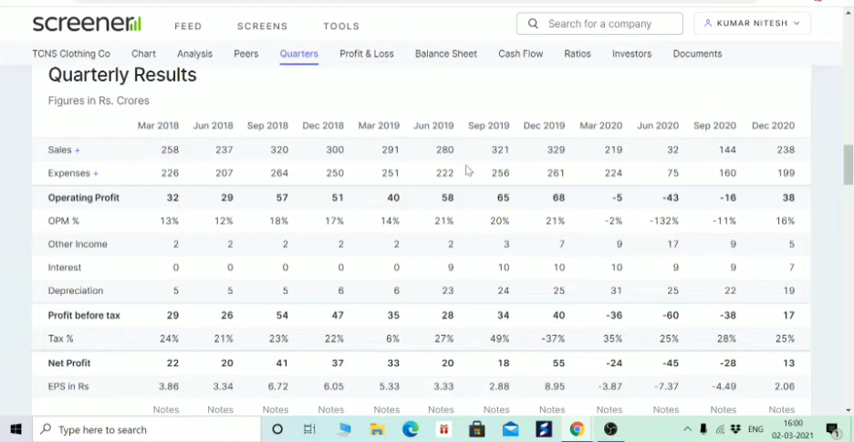 screener
FEED SCREENS TOOLS
Search for a company
KUMAR NITESH
TCNS Clothing Co Chart Analysis Peers Quarters Profit & Loss Balance Sheet Cash Flow Ratios Investors Documents
Quarterly Results
Figures in Rs. Crores
Mar 2018 Jun 2018 Sep 2018 Dec 2018 Mar 2019 Jun 2019 Sep 2019 Dec 2019 Mar 2020 Jun 2020 Sep 2020 Dec 2020
Sales + 258 237 320 300 291 280 321 329 219 32 144 238
Expenses + 226 207 264 250 251 222 256 261 224 75 160 199
Operating Profit 32 29 57 51 40 58 65 68 -5 -43 -16 38
OPM % 13% 12% 18% 17% 14% 21% 20% 21% -2% -132% -11% 16%
Other Income 2 2 2 2 2 2 3 7 9 17 9 5
Interest 0 0 0 0 0 9 10 10 10 9 9 7
Depreciation 5 5 5 6 6 23 24 25 31 25 22 19
Profit before tax 29 26 54 47 35 28 34 40 -36 -60 -38 17
Tax % 24% 21% 23% 22% 6% 27% 49% -37% 35% 25% 28% 25%
Net Profit 22 20 41 37 33 20 18 55 -24 -45 -28 13
EPS in Rs 3.86 3.34 6.72 6.05 5.33 3.33 2.88 8.95 -3.87 -7.37 -4.49 2.06
Notes Notes Notes Notes Notes Notes Notes Notes Notes Notes Notes Notes
Type here to search
ENG
16:00
02-03-2021